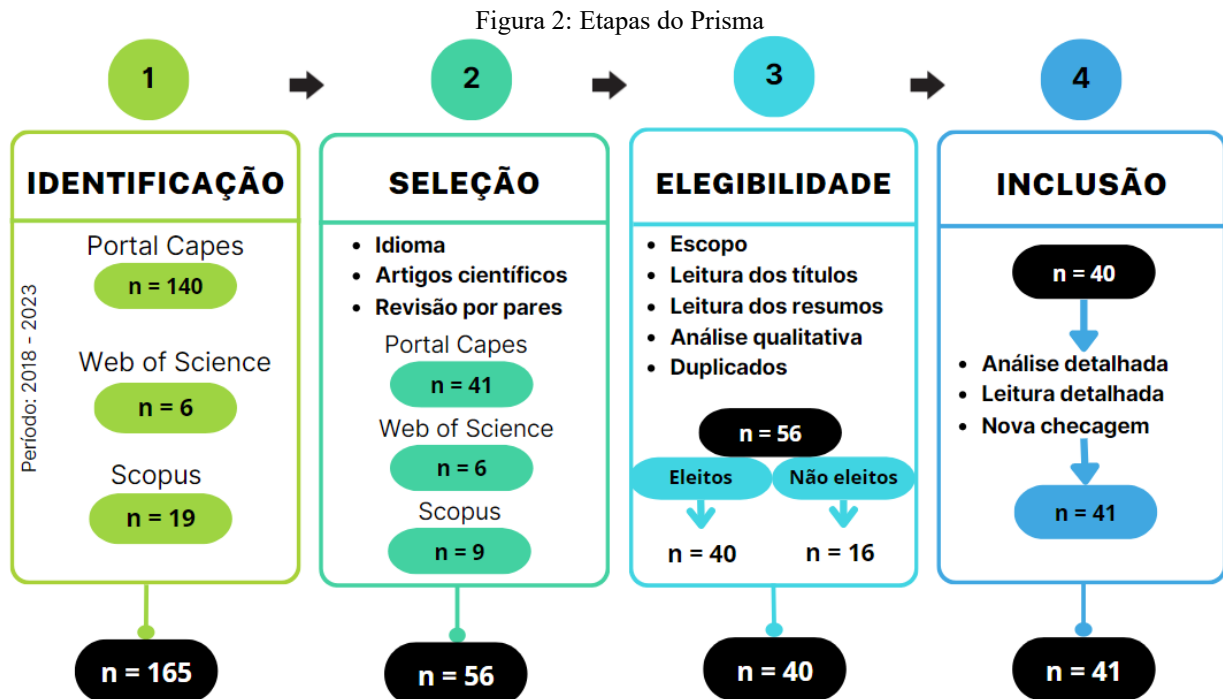 Figura 2: Etapas do Prisma
1
2
3
4
IDENTIFICAÇÃO
Período: 2018 - 2023
Portal Capes
n = 140
Web of Science
n = 6
Scopus
n = 19
n = 165
SELEÇÃO
• Idioma
• Artigos científicos
• Revisão por pares
Portal Capes
n = 41
Web of Science
n = 6
Scopus
n = 9
n = 56
ELEGIBILIDADE
• Escopo
• Leitura dos títulos
• Leitura dos resumos
• Análise qualitativa
• Duplicados
n = 56
Eleitos
Não eleitos
n = 40
n = 16
n = 40
INCLUSÃO
n = 40
• Análise detalhada
• Leitura detalhada
• Nova checagem
n = 41
n = 41